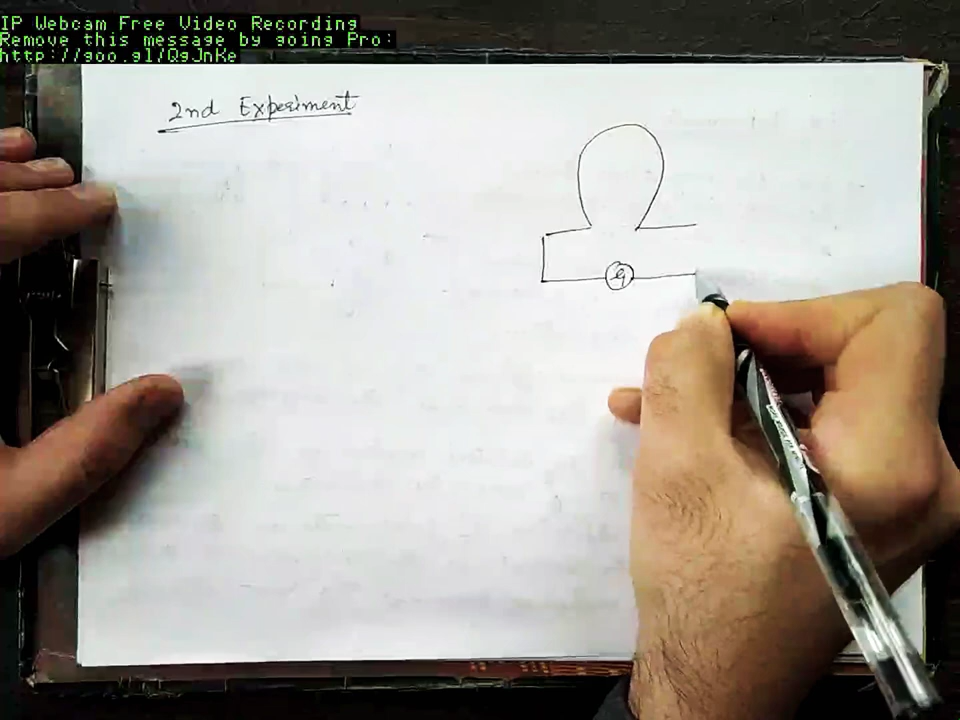 IP Webcam Free Video Recording
Remove this message by going Pro:
http://goo.gl/QgJnKe
2nd Experiment
G